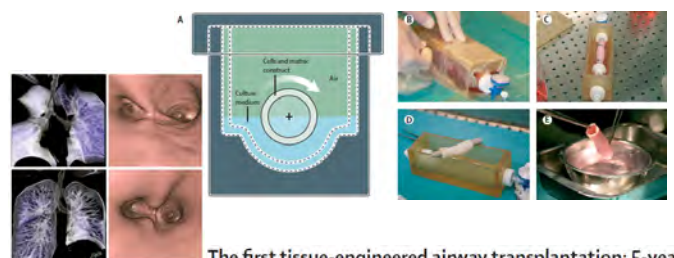 A
B
C
Cells and matrix
construct
Air
Culture
medium
D
E
The first tissue-engineered airway transplantation: 5-yea